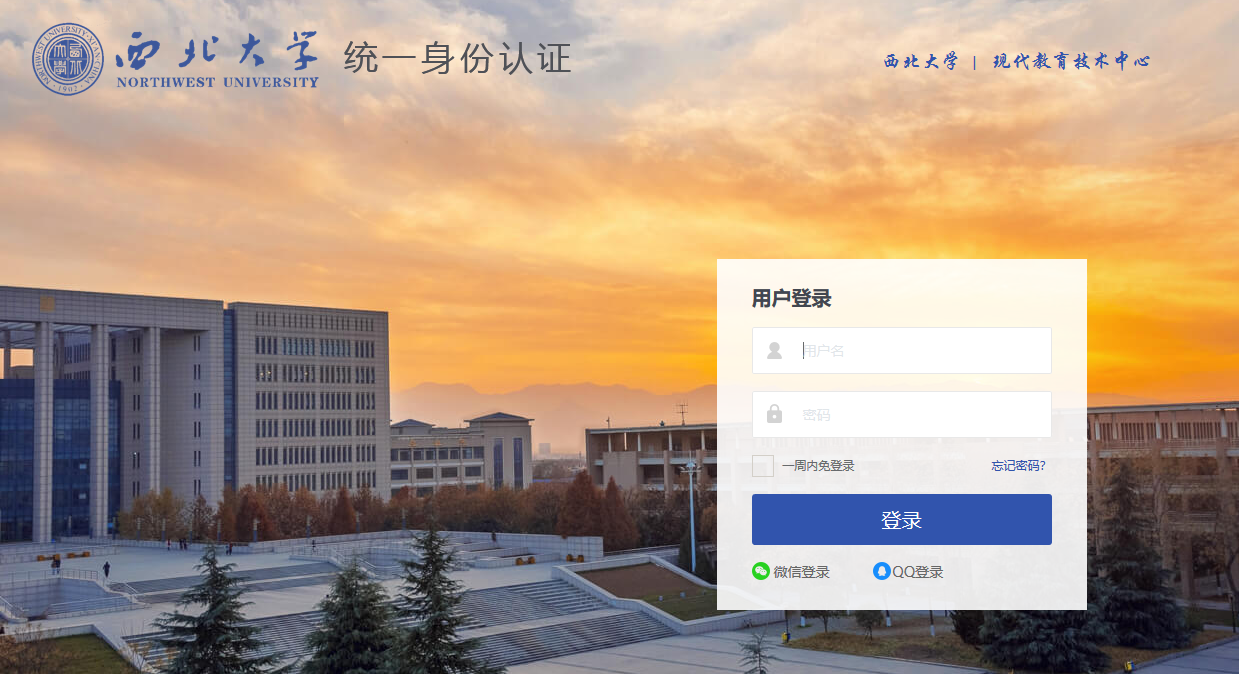 西北大学
NORTHWEST UNIVERSITY
统一身份认证
西北大学 | 现代教育技术中心
用户登录
用户名
密码
一周内免登录 忘记密码?
登录
微信登录 QQ登录